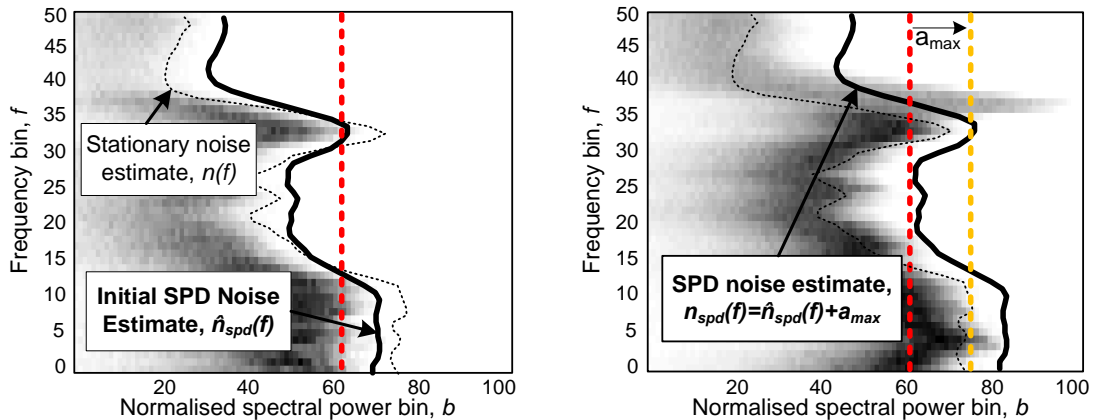 50
45
40
35
30
25
20
15
10
5
0
Frequency bin, f
Stationary noise
estimate, n(f)
Initial SPD Noise
Estimate, n̂spd(f)
20
40
60
80
100
Normalised spectral power bin, b
50
45
40
35
30
25
20
15
10
5
0
Frequency bin, f
amax
SPD noise estimate,
nspd(f)=n̂spd(f)+amax
20
40
60
80
100
Normalised spectral power bin, b